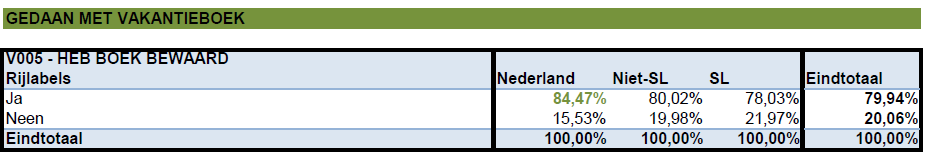 GEDAAN MET VAKANTIEBOEK
V005 - HEB BOEK BEWAARD
Rijlabels Nederland Niet-SL SL Eindtotaal
Ja 84,47% 80,02% 78,03% 79,94%
Neen 15,53% 19,98% 21,97% 20,06%
Eindtotaal 100,00% 100,00% 100,00% 100,00%